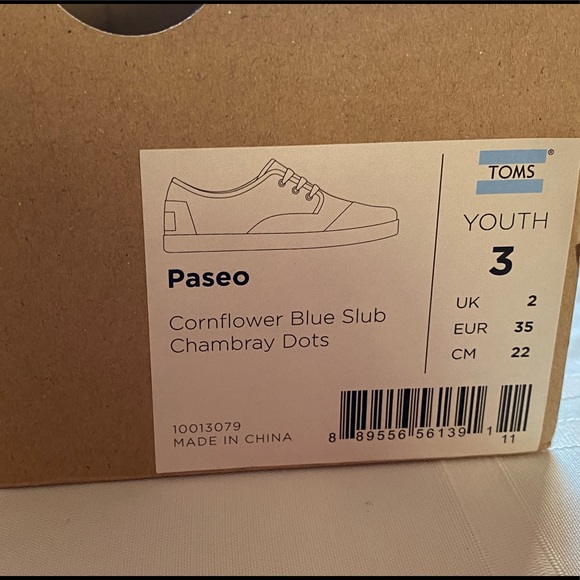 Paseo
Cornflower Blue Slub
Chambray Dots
10013079
MADE IN CHINA
TOMS®
YOUTH
3
UK 2
EUR 35
CM 22
8 89556 56139 1 11